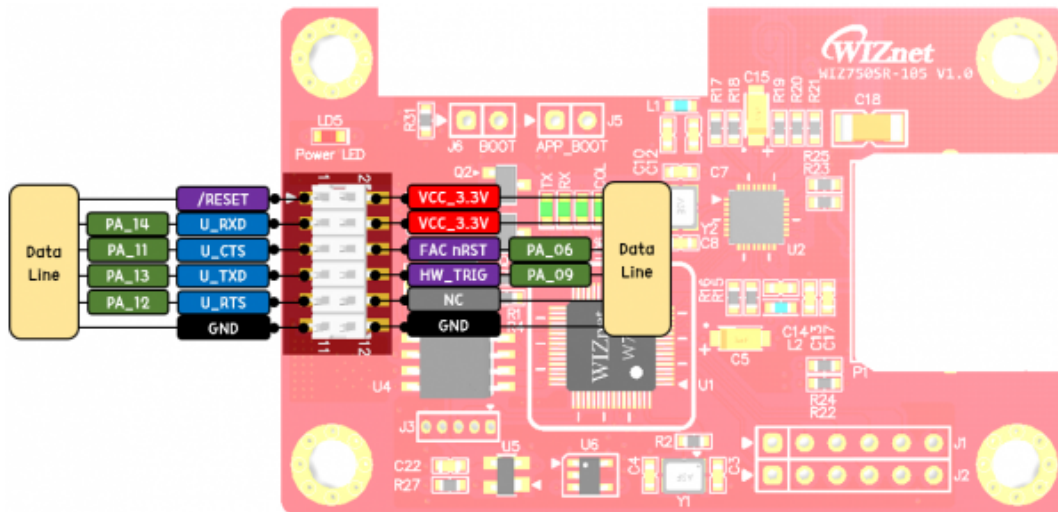 WIZnet
WIZ750SR-105 V1.0
R17
R18
C15
R19
R20
R21
C18
L1
R31
J6
BOOT
APP_BOOT
J5
LD5
Power LED
Q2
TX
RX
COL
C10
C12
C7
Y2
C8
U2
R25
R23
1
2
/RESET
VCC_3.3V
PA_14
U_RXD
VCC_3.3V
PA_11
U_CTS
FAC nRST
PA_06
PA_13
U_TXD
HW_TRIG
PA_09
PA_12
U_RTS
NC
GND
GND
Data
Line
Data
Line
11
12
R1
R16
R15
C14
L2
C5
P1
R24
R22
U4
WIZnet
W7
U1
J3
U5
U6
R2
C22
R27
C4
C3
Y1
J1
J2